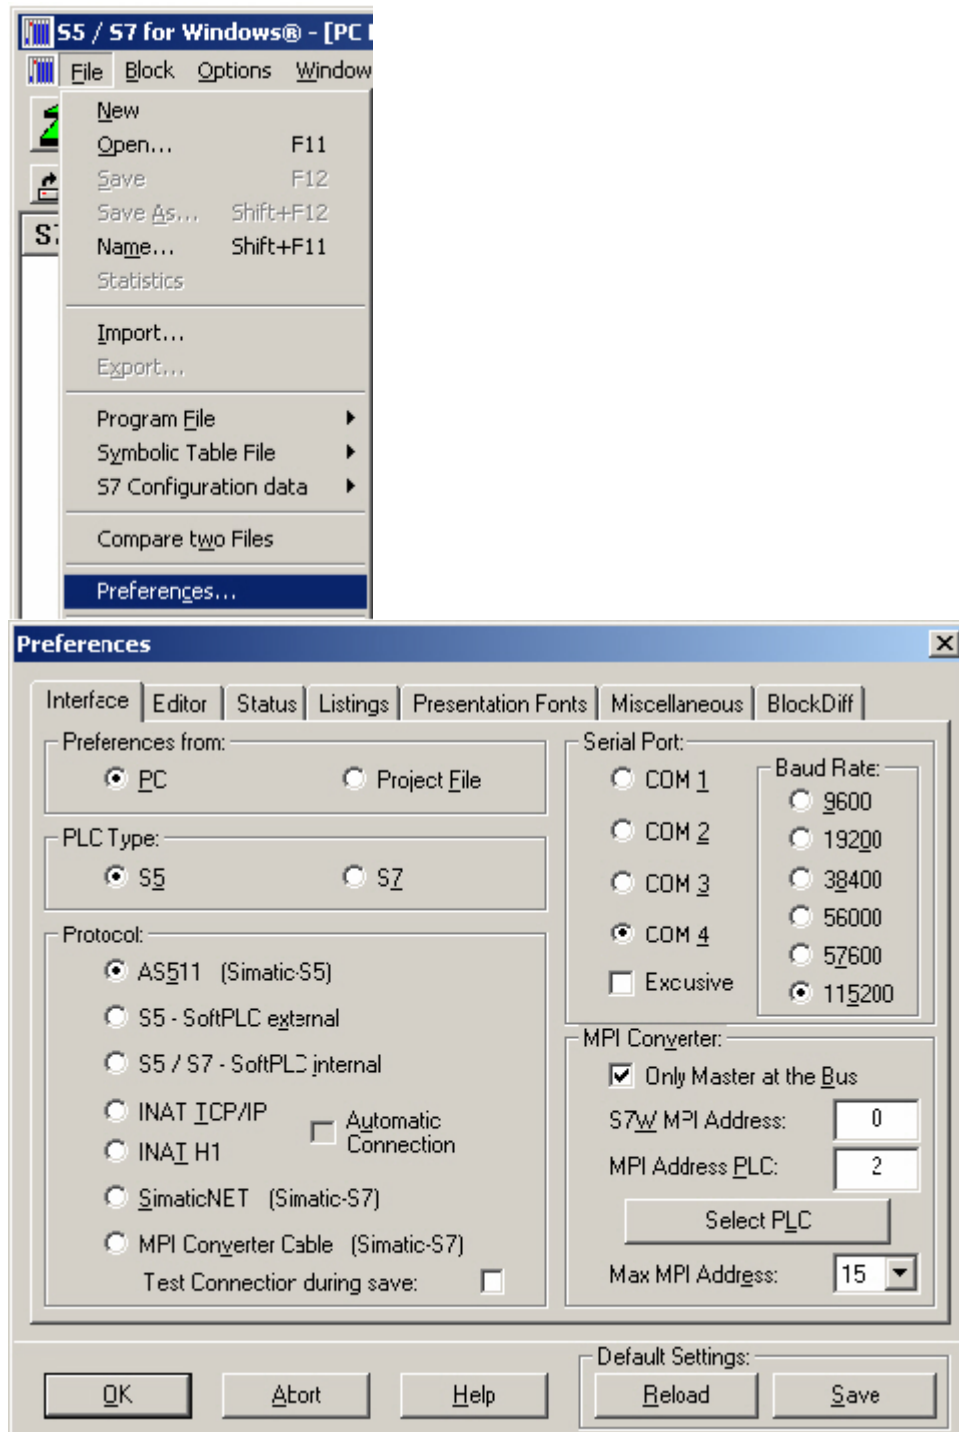 S5 / S7 for Windows® - [PC
File Block Options Window
New
Open... F11
Save F12
Save As... Shift+F12
Name... Shift+F11
Statistics
Import...
Export...
Program File
Symbolic Table File
S7 Configuration data
Compare two Files
Preferences...
Preferences
Interface Editor Status Listings Presentation Fonts Miscellaneous BlockDiff
Preferences from:
PC Project File
PLC Type:
S5 S7
Protocol:
AS511 (Simatic-S5)
S5 - SoftPLC external
S5 / S7 - SoftPLC internal
INAT TCP/IP
INAT H1
Automatic
Connection
SimaticNET (Simatic-S7)
MPI Converter Cable (Simatic-S7)
Test Connection during save:
Serial Port:
COM 1
COM 2
COM 3
COM 4
Excusive
Baud Rate:
9600
19200
38400
56000
57600
115200
MPI Converter:
Only Master at the Bus
S7W MPI Address: 0
MPI Address PLC: 2
Select PLC
Max MPI Address: 15
OK Abort Help
Default Settings:
Reload Save